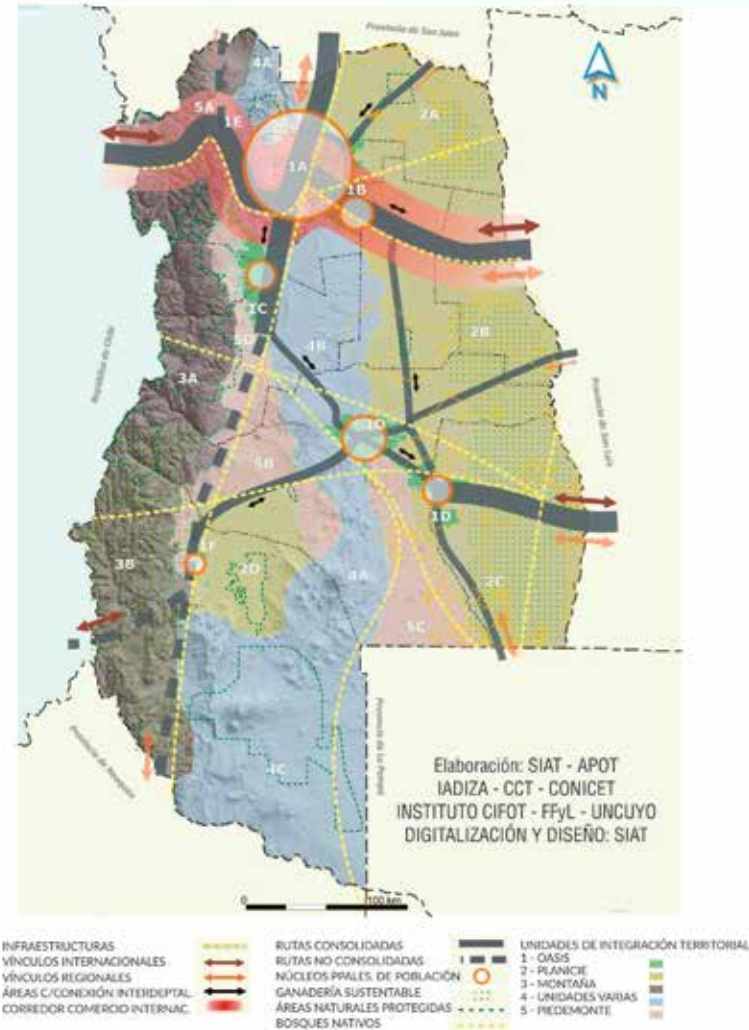 Provincia de San Juan
N
4A
5A
1E
2A
1A
1B
1C
5D
4B
2B
República de Chile
3A
Provincia de San Luis
1D
5B
1D
3B
1F
2D
4A
2C
5C
Provincia de Neuquén
4C
Provincia de La Pampa
Elaboración: SIAT - APOT
IADIZA - CCT - CONICET
INSTITUTO CIFOT - FFyL - UNCUYO
DIGITALIZACIÓN Y DISEÑO: SIAT
0 100 km
INFRAESTRUCTURAS
VÍNCULOS INTERNACIONALES
VÍNCULOS REGIONALES
ÁREAS C/CONEXIÓN INTERDEPTAL.
CORREDOR COMERCIO INTERNAC.
RUTAS CONSOLIDADAS
RUTAS NO CONSOLIDADAS
NÚCLEOS PPALES. DE POBLACIÓN
GANADERÍA SUSTENTABLE
ÁREAS NATURALES PROTEGIDAS
BOSQUES NATIVOS
UNIDADES DE INTEGRACIÓN TERRITORIAL
1 - OASIS
2 - PLANICIE
3 - MONTAÑA
4 - UNIDADES VARIAS
5 - PIEDEMONTE